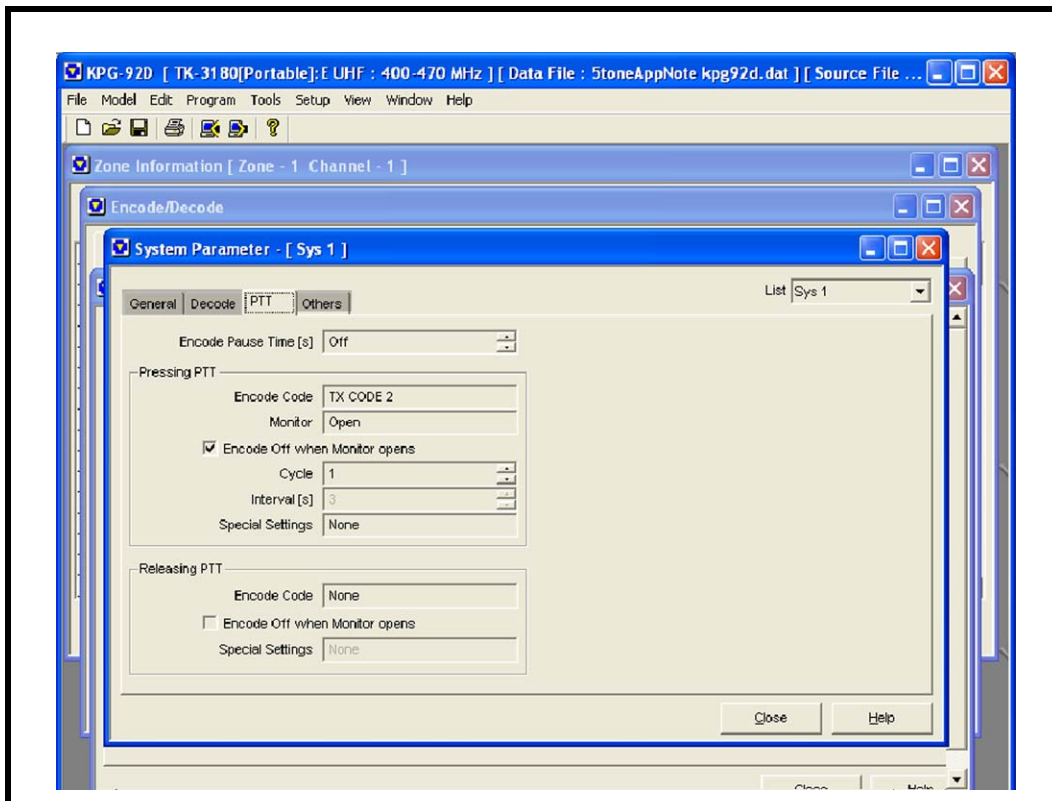 KPG-92D [ TK-3180[Portable]:E UHF : 400-470 MHz ] [ Data File : 5toneAppNote kpg92d.dat ] [ Source File ...
File Model Edit Program Tools Setup View Window Help
Zone Information [ Zone - 1 Channel - 1 ]
Encode/Decode
System Parameter - [ Sys 1 ]
List Sys 1
General Decode PTT Others
Encode Pause Time [s] Off
Pressing PTT
Encode Code TX CODE 2
Monitor Open
Encode Off when Monitor opens
Cycle 1
Interval [s] 3
Special Settings None
Releasing PTT
Encode Code None
Encode Off when Monitor opens
Special Settings None
Close Help
Close Help